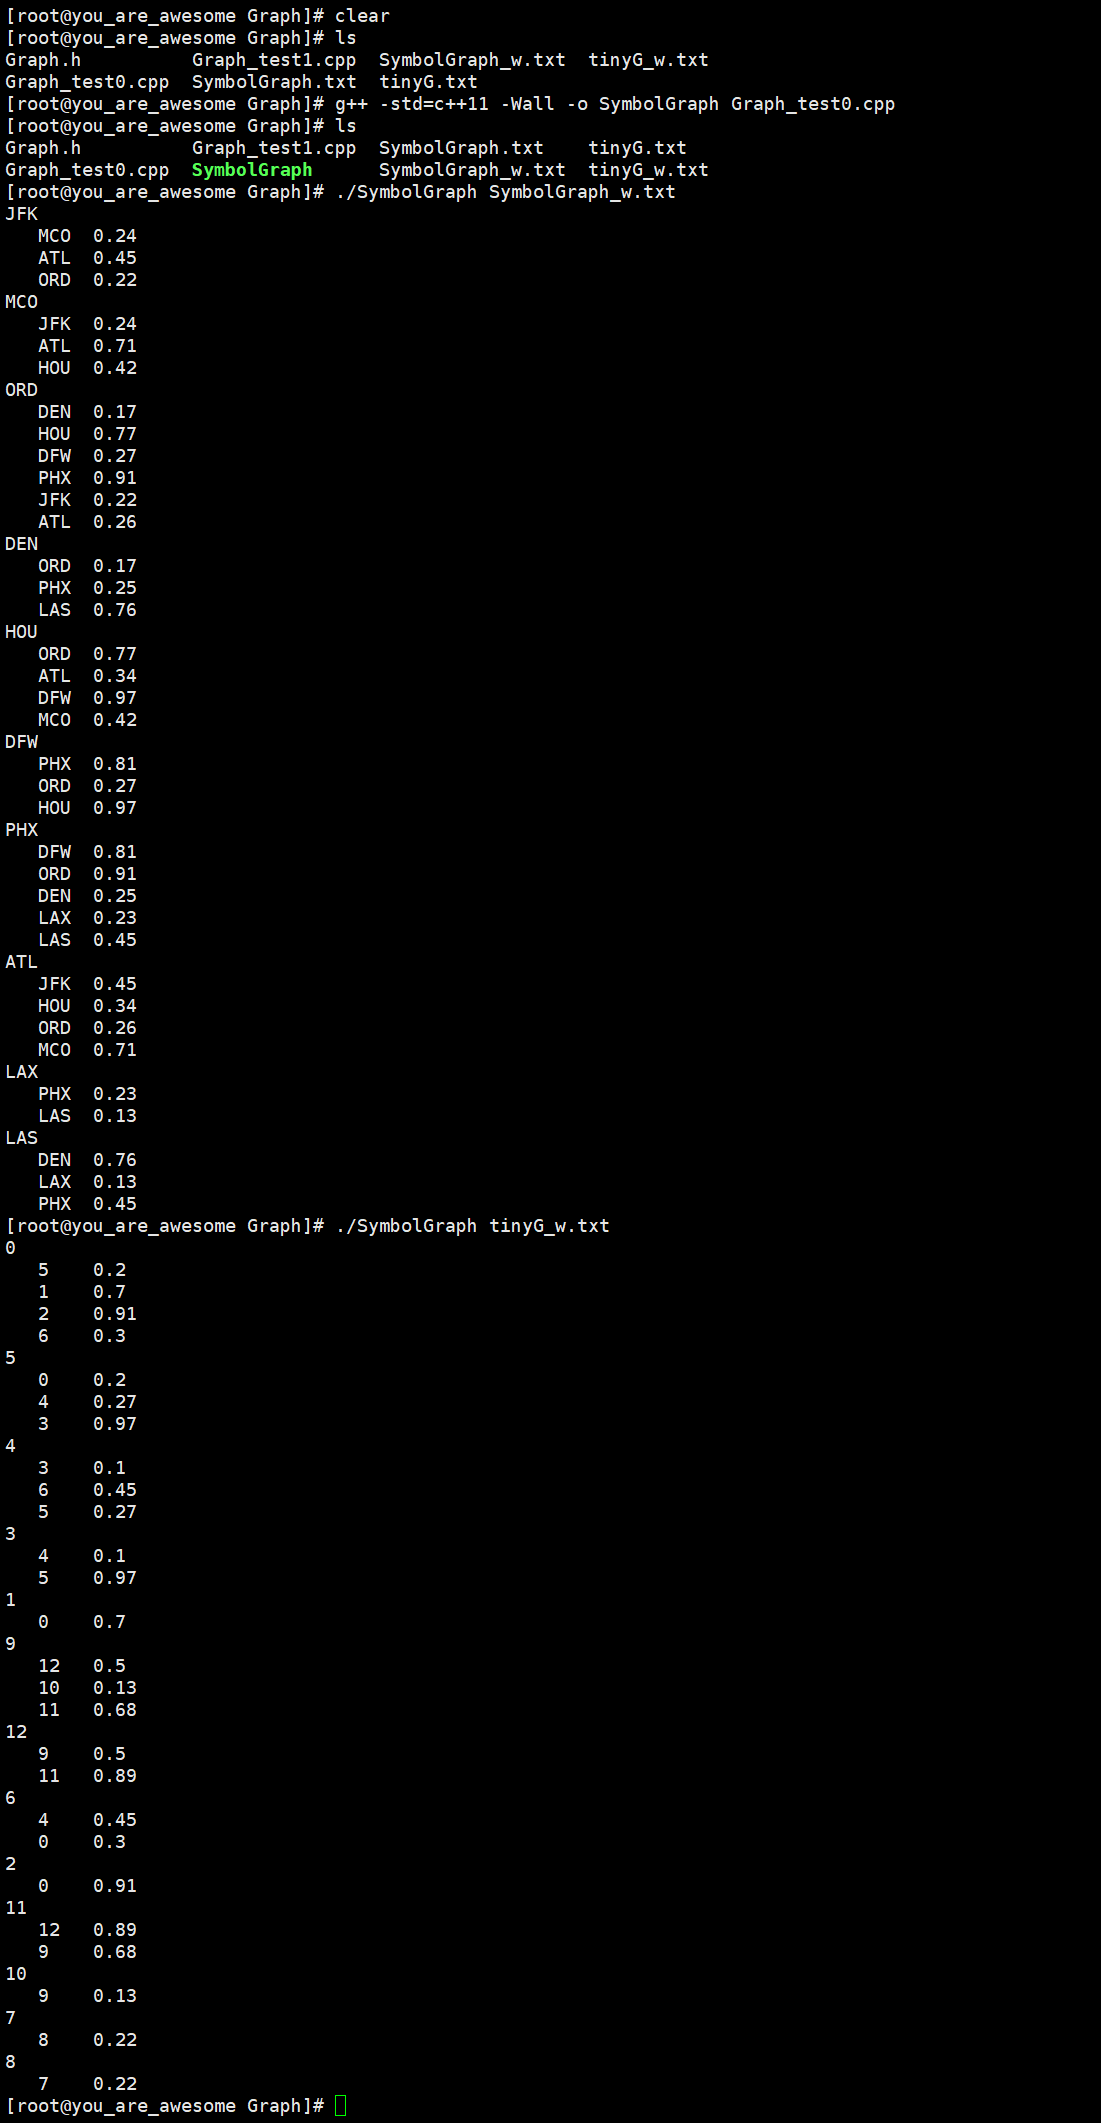 [root@you_are_awesome Graph]# clear
[root@you_are_awesome Graph]# ls
Graph.h          Graph_test1.cpp  SymbolGraph_w.txt  tinyG_w.txt
Graph_test0.cpp  SymbolGraph.txt  tinyG.txt
[root@you_are_awesome Graph]# g++ -std=c++11 -Wall -o SymbolGraph Graph_test0.cpp
[root@you_are_awesome Graph]# ls
Graph.h          Graph_test1.cpp  SymbolGraph.txt    tinyG.txt
Graph_test0.cpp  SymbolGraph      SymbolGraph_w.txt  tinyG_w.txt
[root@you_are_awesome Graph]# ./SymbolGraph SymbolGraph_w.txt
JFK
   MCO  0.24
   ATL  0.45
   ORD  0.22
MCO
   JFK  0.24
   ATL  0.71
   HOU  0.42
ORD
   DEN  0.17
   HOU  0.77
   DFW  0.27
   PHX  0.91
   JFK  0.22
   ATL  0.26
DEN
   ORD  0.17
   PHX  0.25
   LAS  0.76
HOU
   ORD  0.77
   ATL  0.34
   DFW  0.97
   MCO  0.42
DFW
   PHX  0.81
   ORD  0.27
   HOU  0.97
PHX
   DFW  0.81
   ORD  0.91
   DEN  0.25
   LAX  0.23
   LAS  0.45
ATL
   JFK  0.45
   HOU  0.34
   ORD  0.26
   MCO  0.71
LAX
   PHX  0.23
   LAS  0.13
LAS
   DEN  0.76
   LAX  0.13
   PHX  0.45
[root@you_are_awesome Graph]# ./SymbolGraph tinyG_w.txt
0
   5    0.2
   1    0.7
   2    0.91
   6    0.3
5
   0    0.2
   4    0.27
   3    0.97
4
   3    0.1
   6    0.45
   5    0.27
3
   4    0.1
   5    0.97
1
   0    0.7
9
   12   0.5
   10   0.13
   11   0.68
12
   9    0.5
   11   0.89
6
   4    0.45
   0    0.3
2
   0    0.91
11
   12   0.89
   9    0.68
10
   9    0.13
7
   8    0.22
8
   7    0.22
[root@you_are_awesome Graph]#